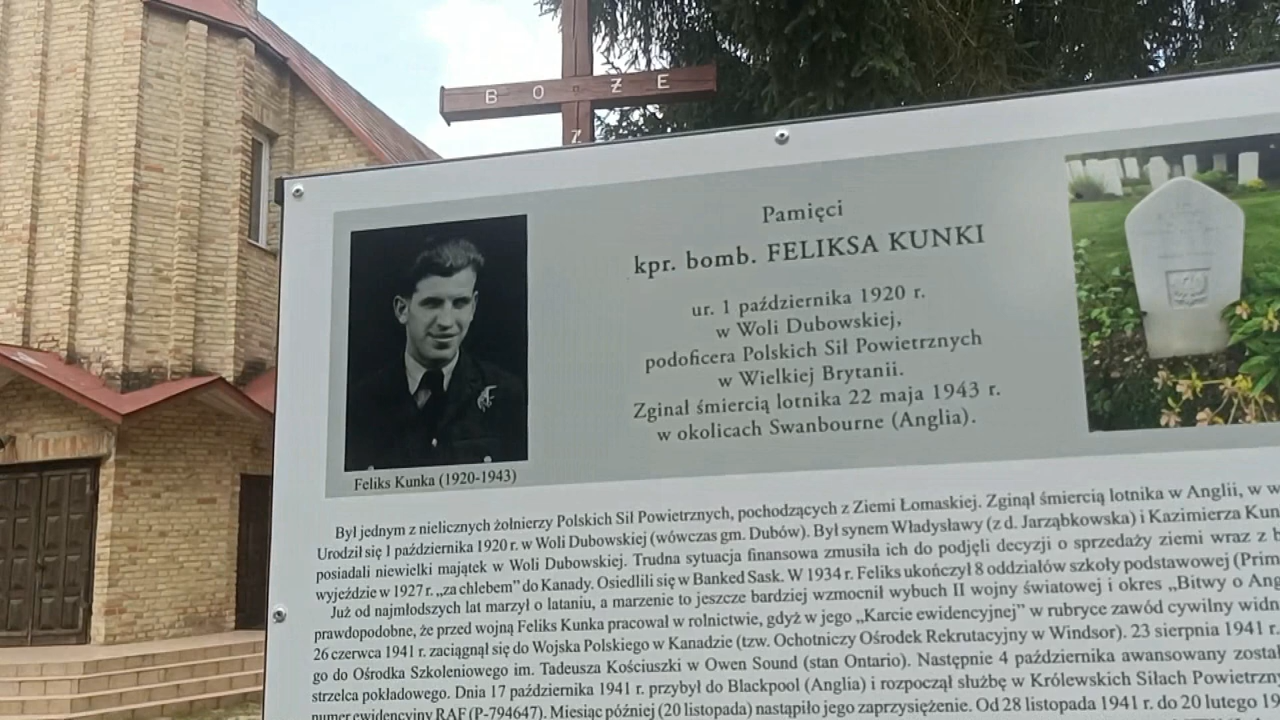 B O Ż E
Z
Pamięci
kpr. bomb. FELIKSA KUNKI
ur. 1 października 1920 r.
w Woli Dubowskiej,
podoficera Polskich Sił Powietrznych
w Wielkiej Brytanii.
Zginął śmiercią lotnika 22 maja 1943 r.
w okolicach Swanbourne (Anglia).
Feliks Kunka (1920-1943)
Był jednym z nielicznych żołnierzy Polskich Sił Powietrznych, pochodzących z Ziemi Łomaskiej. Zginął śmiercią lotnika w Anglii, w w
Urodził się 1 października 1920 r. w Woli Dubowskiej (wówczas gm. Dubów). Był synem Władysławy (z d. Jarząbkowska) i Kazimierza Kun
posiadali niewielki majątek w Woli Dubowskiej. Trudna sytuacja finansowa zmusiła ich do podjęli decyzji o sprzedaży ziemi wraz z b
wyjeździe w 1927 r. „za chlebem” do Kanady. Osiedlili się w Banked Sask. W 1934 r. Feliks ukończył 8 oddziałów szkoły podstawowej (Prim
Już od najmłodszych lat marzył o lataniu, a marzenie to jeszcze bardziej wzmocnił wybuch II wojny światowej i okres „Bitwy o Ang
prawdopodobne, że przed wojną Feliks Kunka pracował w rolnictwie, gdyż w jego „Karcie ewidencyjnej” w rubryce zawód cywilny widn
26 czerwca 1941 r. zaciągnął się do Wojska Polskiego w Kanadzie (tzw. Ochotniczy Ośrodek Rekrutacyjny w Windsor). 23 sierpnia 1941 r.
go do Ośrodka Szkoleniowego im. Tadeusza Kościuszki w Owen Sound (stan Ontario). Następnie 4 października awansowany został
strzelca pokładowego. Dnia 17 października 1941 r. przybył do Blackpool (Anglia) i rozpoczął służbę w Królewskich Siłach Powietrzny
numer ewidencyjny RAF (P-794647). Miesiąc później (20 listopada) nastąpiło jego zaprzysiężenie. Od 28 listopada 1941 r. do 20 lutego 19